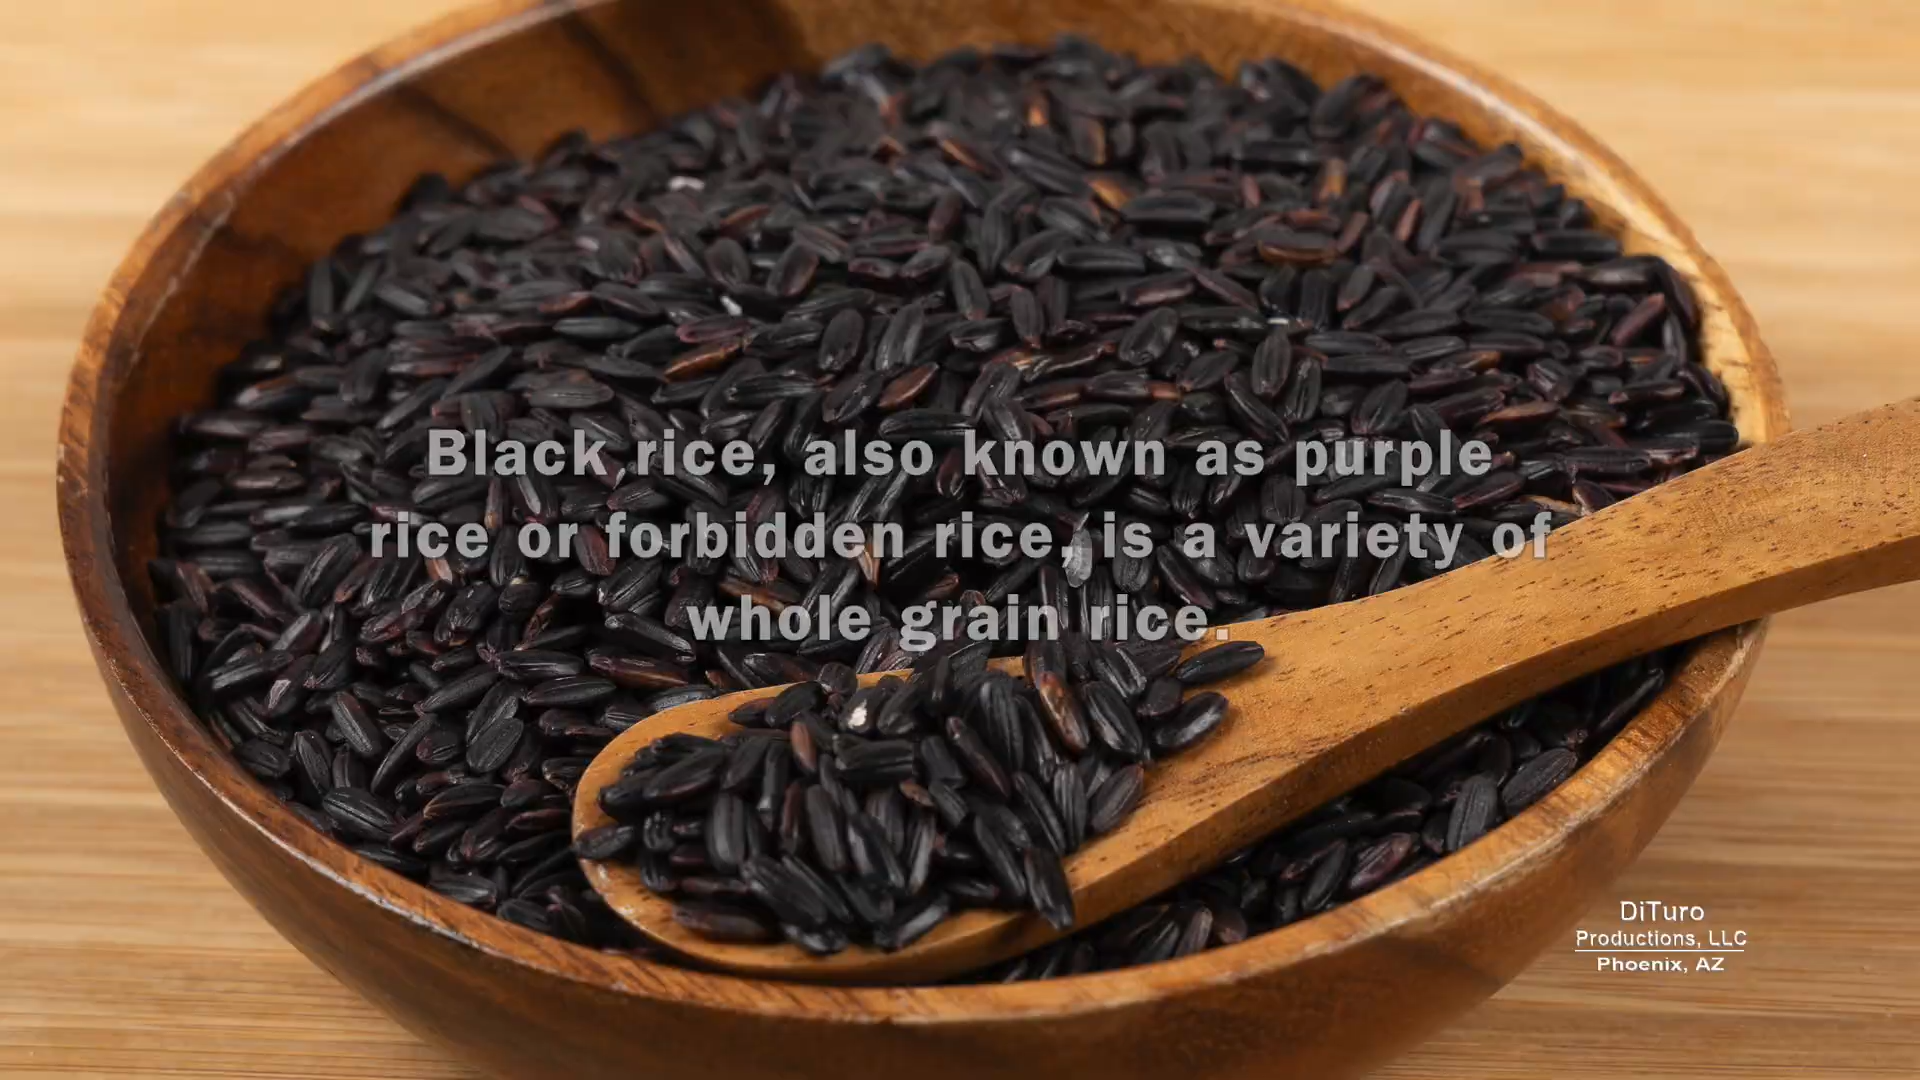 Black rice, also known as purple
rice or forbidden rice, is a variety of
whole grain rice.
DiTuro
Productions, LLC
Phoenix, AZ